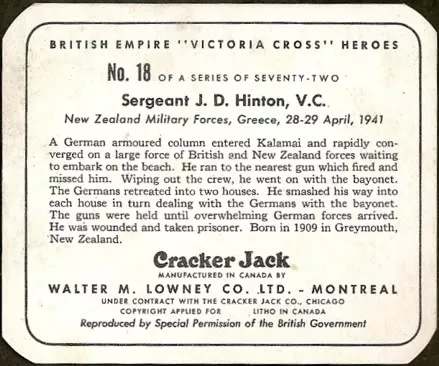 BRITISH EMPIRE "VICTORIA CROSS" HEROES
No. 18 OF A SERIES OF SEVENTY-TWO
Sergeant J. D. Hinton, V.C.
New Zealand Military Forces, Greece, 28-29 April, 1941
A German armoured column entered Kalamai and rapidly con-
verged on a large force of British and New Zealand forces waiting
to embark on the beach. He ran to the nearest gun which fired and
missed him. Wiping out the crew, he went on with the bayonet.
The Germans retreated into two houses. He smashed his way into
each house in turn dealing with the Germans with the bayonet.
The guns were held until overwhelming German forces arrived.
He was wounded and taken prisoner. Born in 1909 in Greymouth,
New Zealand.
Cracker Jack
MANUFACTURED IN CANADA BY
WALTER M. LOWNEY CO. LTD. - MONTREAL
UNDER CONTRACT WITH THE CRACKER JACK CO., CHICAGO
COPYRIGHT APPLIED FOR LITHO IN CANADA
Reproduced by Special Permission of the British Government